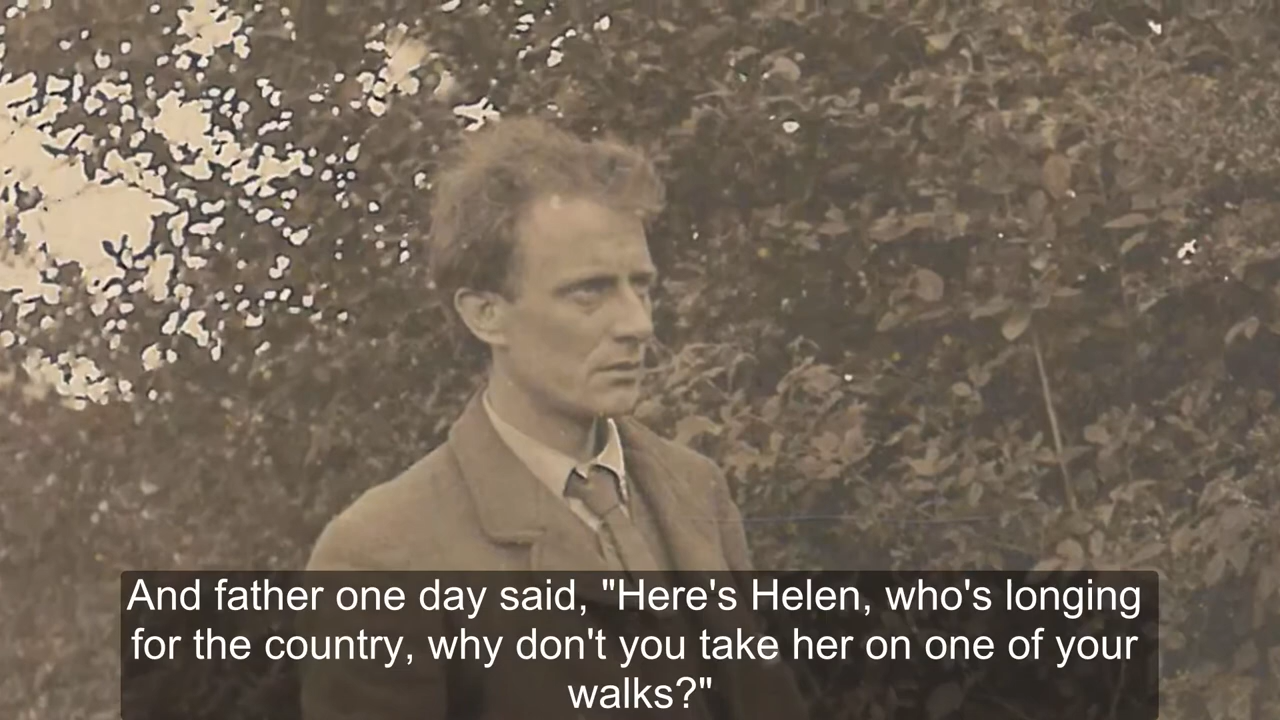 And father one day said, "Here's Helen, who's longing
for the country, why don't you take her on one of your
walks?"